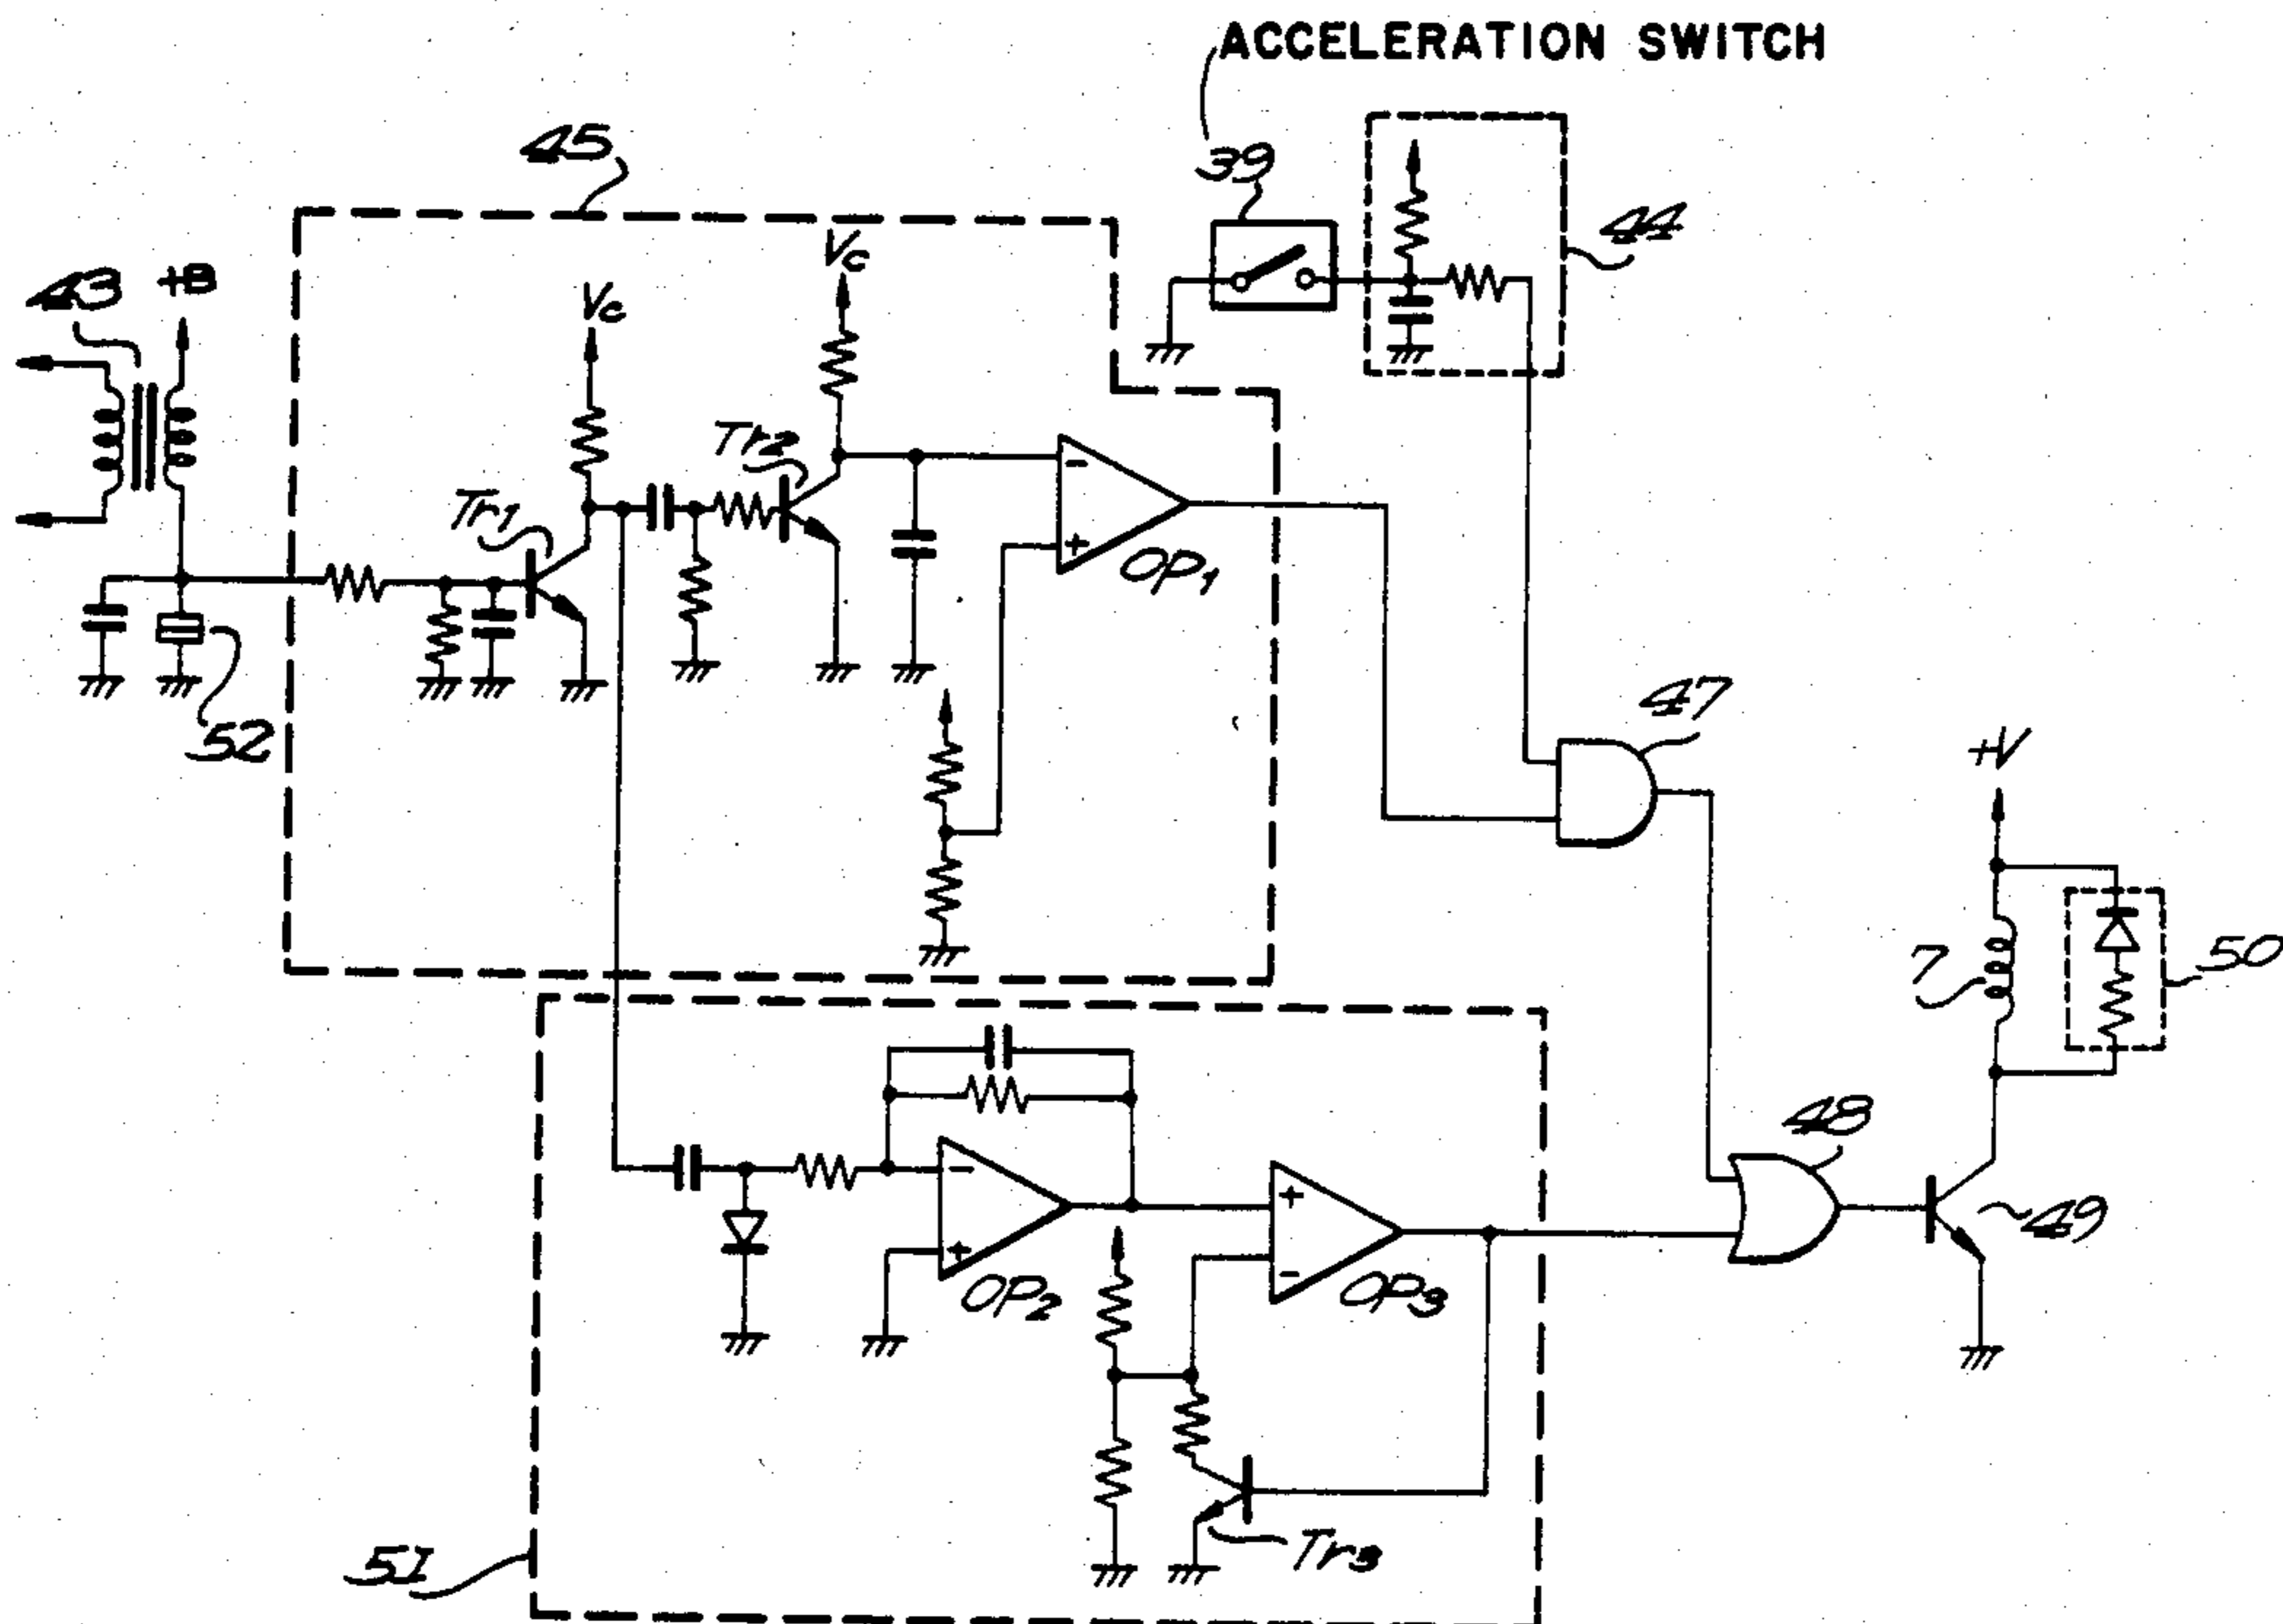 ACCELERATION SWITCH
45
39
44
43
+B
Vc
Vc
Tr1
Tr2
-
+
OP1
52
47
+V
7
50
48
49
-
+
OP2
+
-
OP3
Tr3
51